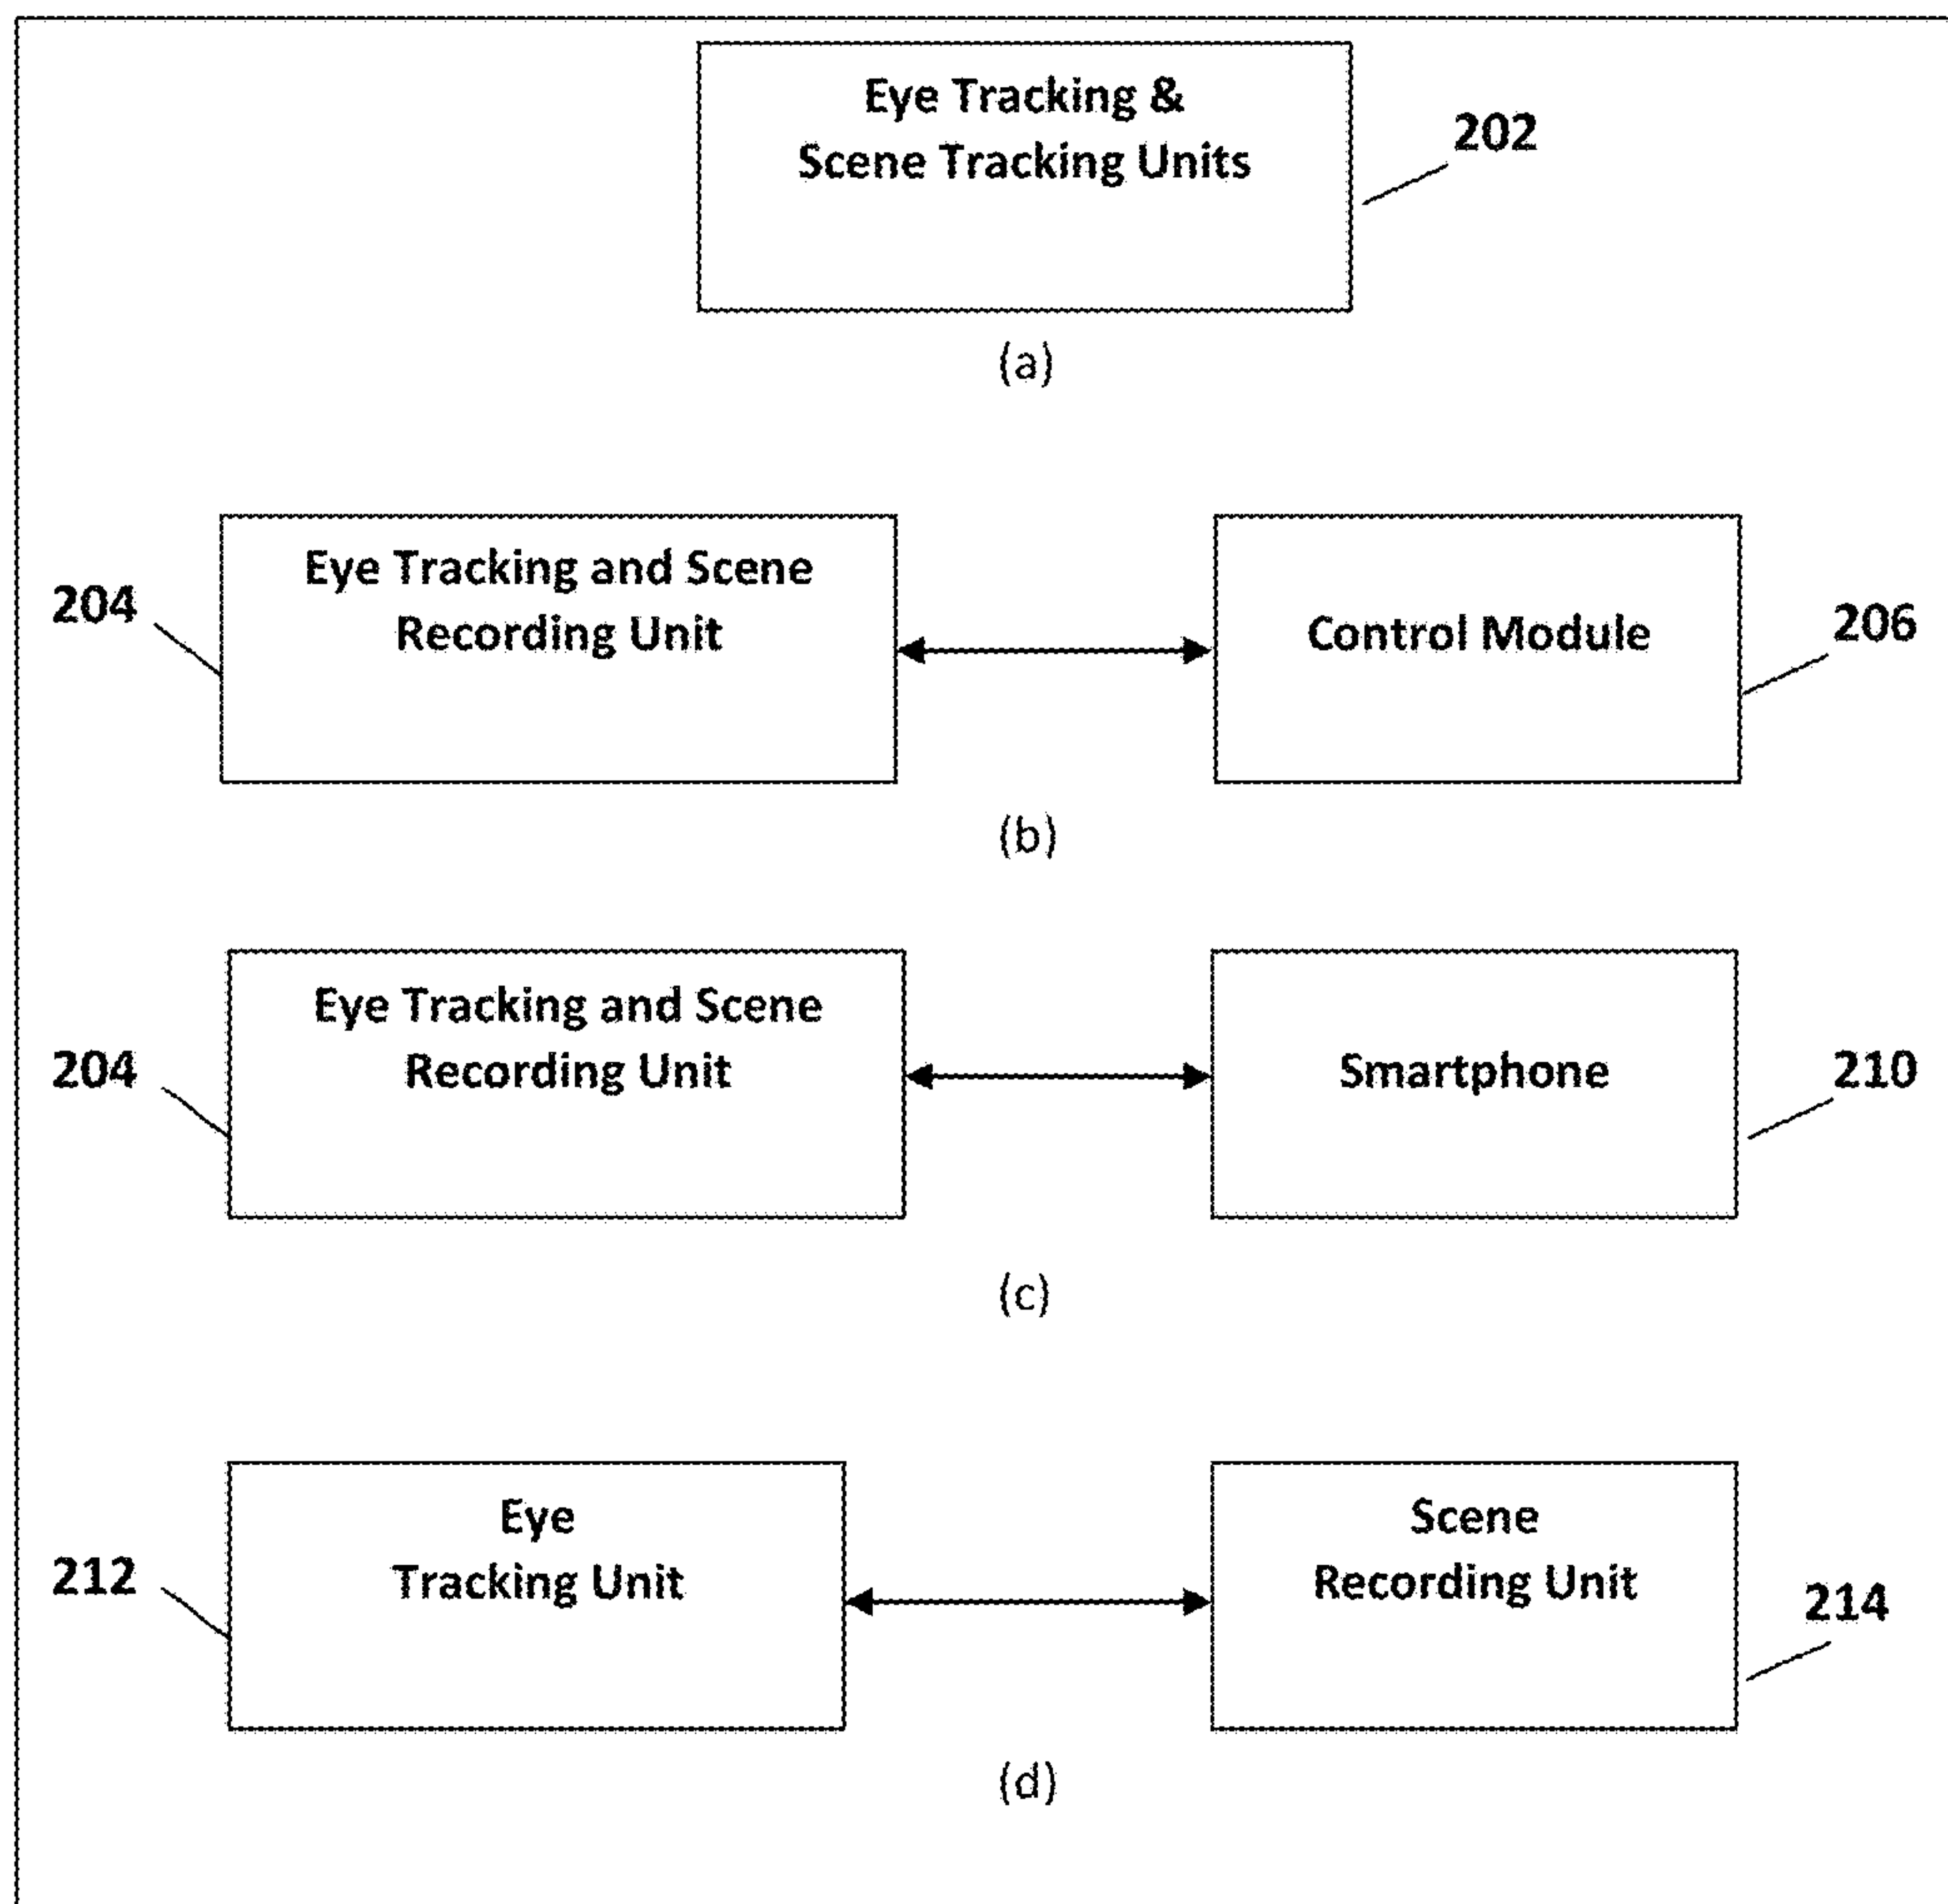 Eye Tracking &
Scene Tracking Units
202
(a)
Eye Tracking and Scene
Recording Unit
204
Control Module
206
(b)
Eye Tracking and Scene
Recording Unit
204
Smartphone
210
(c)
Eye
Tracking Unit
212
Scene
Recording Unit
214
(d)